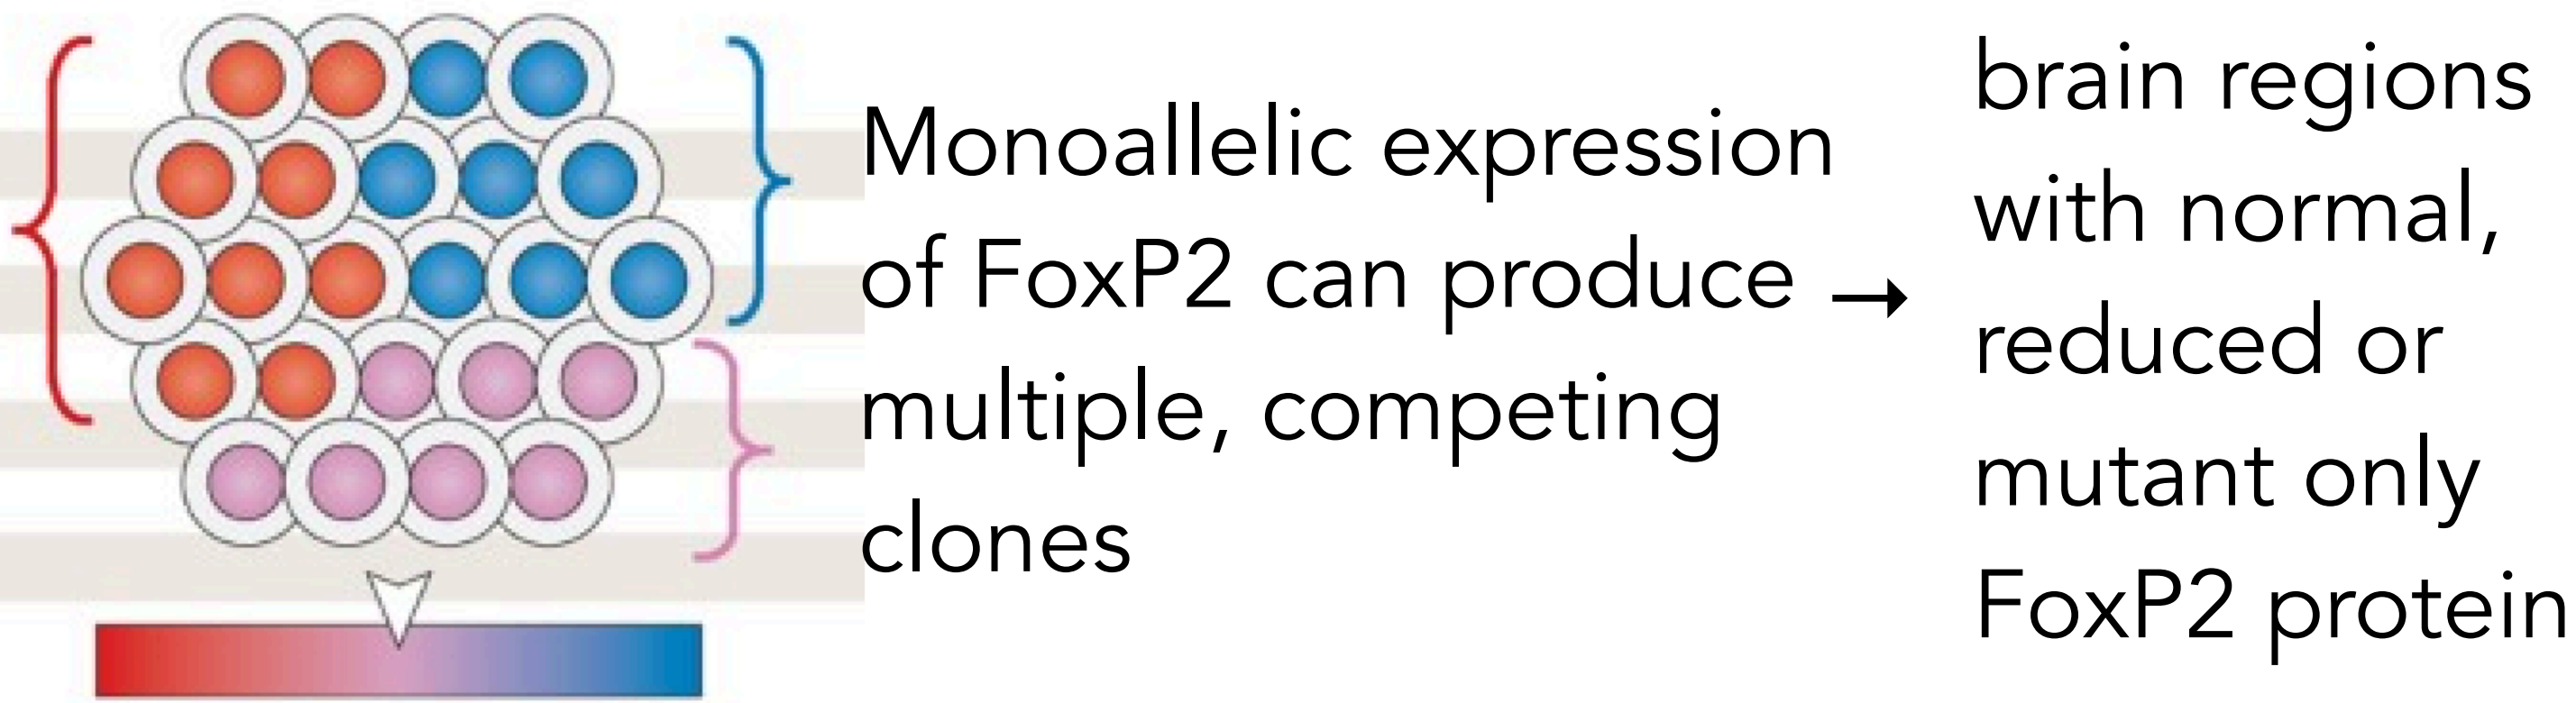 Monoallelic expression
of FoxP2 can produce →
multiple, competing
clones
brain regions
with normal,
reduced or
mutant only
FoxP2 protein